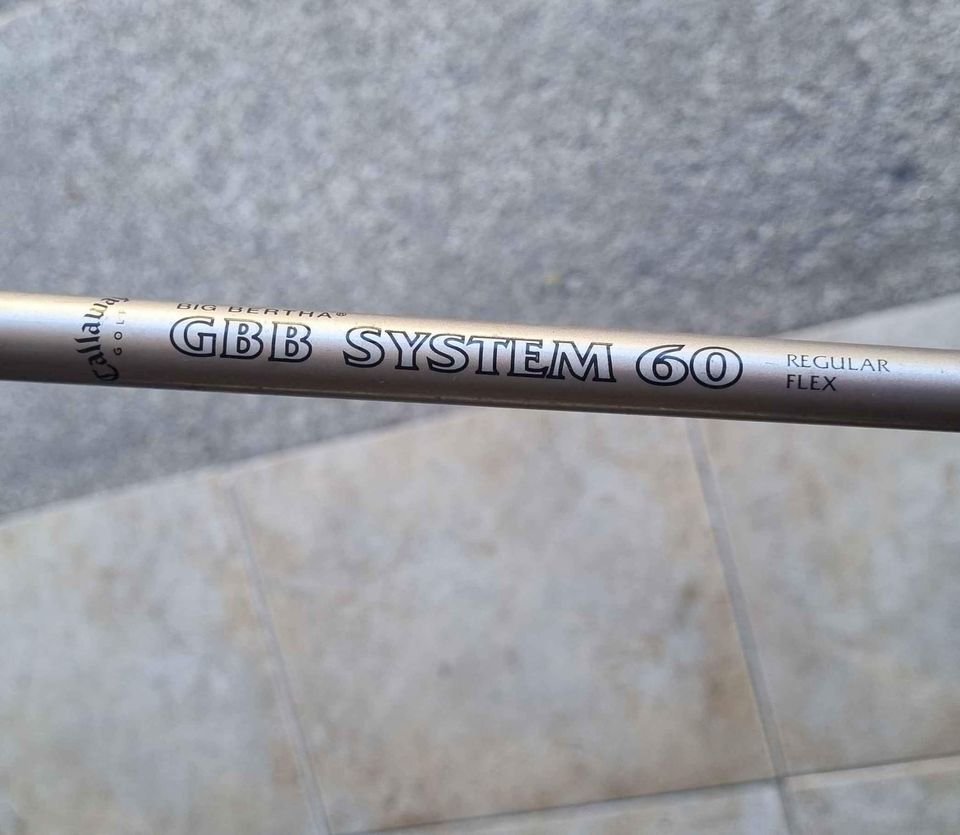 Callaway
GOLF
BIG BERTHA®
GBB SYSTEM 60
REGULAR
FLEX